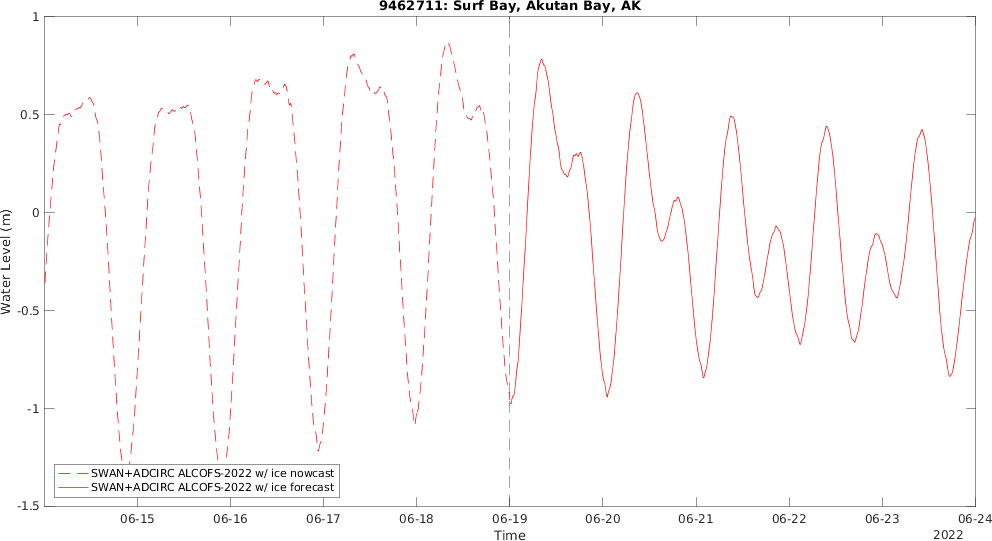 9462711: Surf Bay, Akutan Bay, AK
Water Level (m)
1
0.5
0
-0.5
-1
-1.5
SWAN+ADCIRC ALCOFS-2022 w/ ice nowcast
SWAN+ADCIRC ALCOFS-2022 w/ ice forecast
06-15 06-16 06-17 06-18 06-19 06-20 06-21 06-22 06-23 06-24
Time
2022